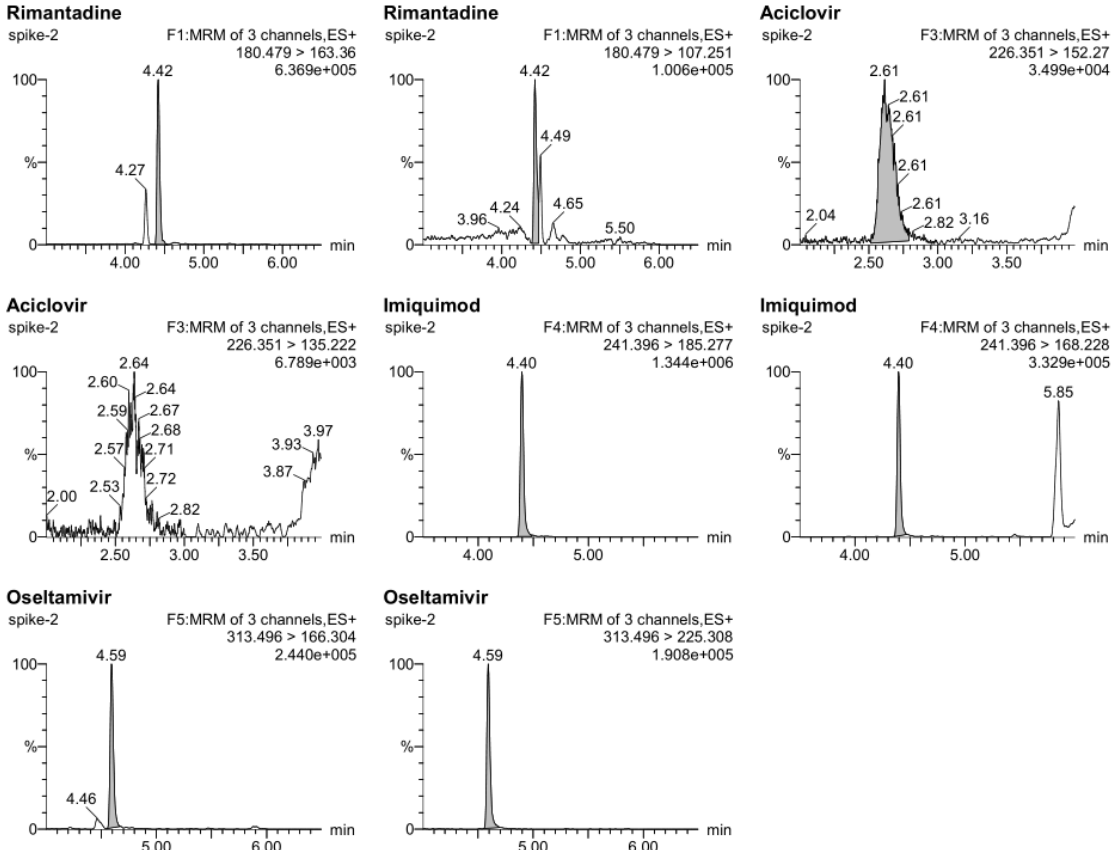 Rimantadine
spike-2
F1:MRM of 3 channels,ES+
180.479 > 163.36
6.369e+005
100
%
0
4.42
4.27
4.00
5.00
6.00
min
Rimantadine
spike-2
F1:MRM of 3 channels,ES+
180.479 > 107.251
1.006e+005
100
%
0
4.42
4.49
3.96
4.24
4.65
5.50
4.00
5.00
6.00
min
Aciclovir
spike-2
F3:MRM of 3 channels,ES+
226.351 > 152.27
3.499e+004
100
%
0
2.61
2.61
2.61
2.61
2.61
2.04
2.82
3.16
2.50
3.00
3.50
min
Aciclovir
spike-2
F3:MRM of 3 channels,ES+
226.351 > 135.222
6.789e+003
100
%
0
2.64
2.60
2.64
2.59
2.67
2.68
2.57
2.71
2.53
2.72
2.00
2.82
3.87
3.93
3.97
2.50
3.00
3.50
min
Imiquimod
spike-2
F4:MRM of 3 channels,ES+
241.396 > 185.277
1.344e+006
100
%
0
4.40
4.00
5.00
min
Imiquimod
spike-2
F4:MRM of 3 channels,ES+
241.396 > 168.228
3.329e+005
100
%
0
4.40
5.85
4.00
5.00
min
Oseltamivir
spike-2
F5:MRM of 3 channels,ES+
313.496 > 166.304
2.440e+005
100
%
0
4.59
4.46
5.00
6.00
min
Oseltamivir
spike-2
F5:MRM of 3 channels,ES+
313.496 > 225.308
1.908e+005
100
%
0
4.59
5.00
6.00
min